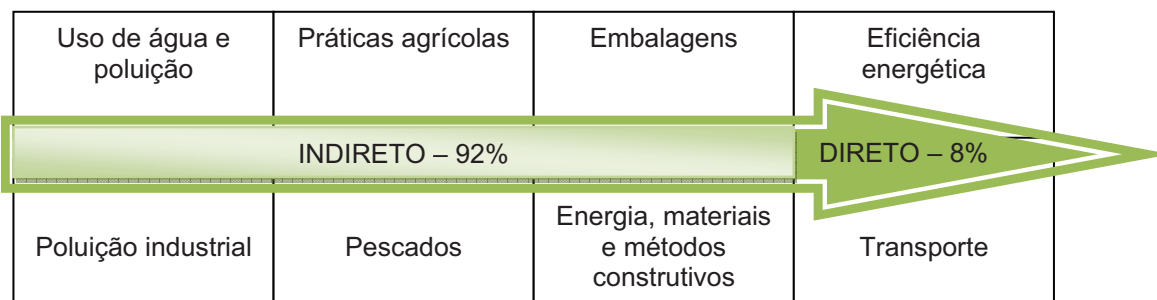 Uso de água e
poluição
Práticas agrícolas
Embalagens
Eficiência
energética
INDIRETO – 92%
DIRETO – 8%
Poluição industrial
Pescados
Energia, materiais
e métodos
construtivos
Transporte